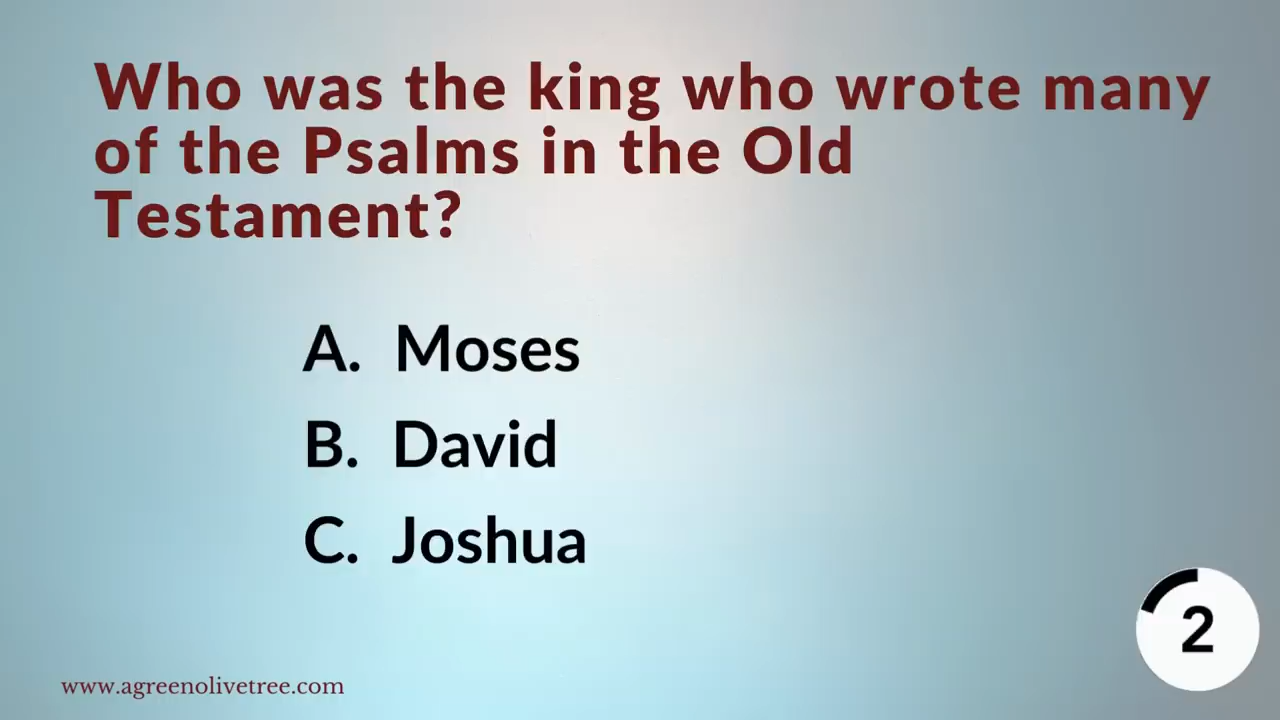 Who was the king who wrote many
of the Psalms in the Old
Testament?
A. Moses
B. David
C. Joshua
2
www.agreenolivetree.com